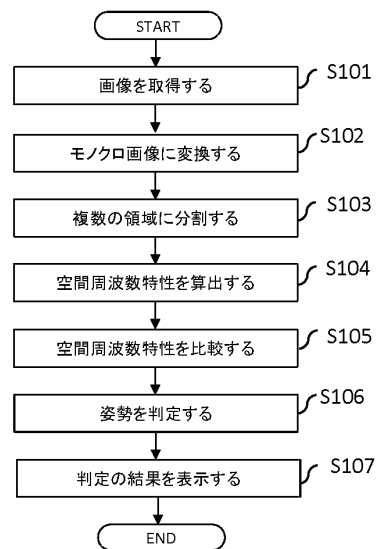 START
画像を取得する
S101
モノクロ画像に変換する
S102
複数の領域に分割する
S103
空間周波数特性を算出する
S104
空間周波数特性を比較する
S105
姿勢を判定する
S106
判定の結果を表示する
S107
END